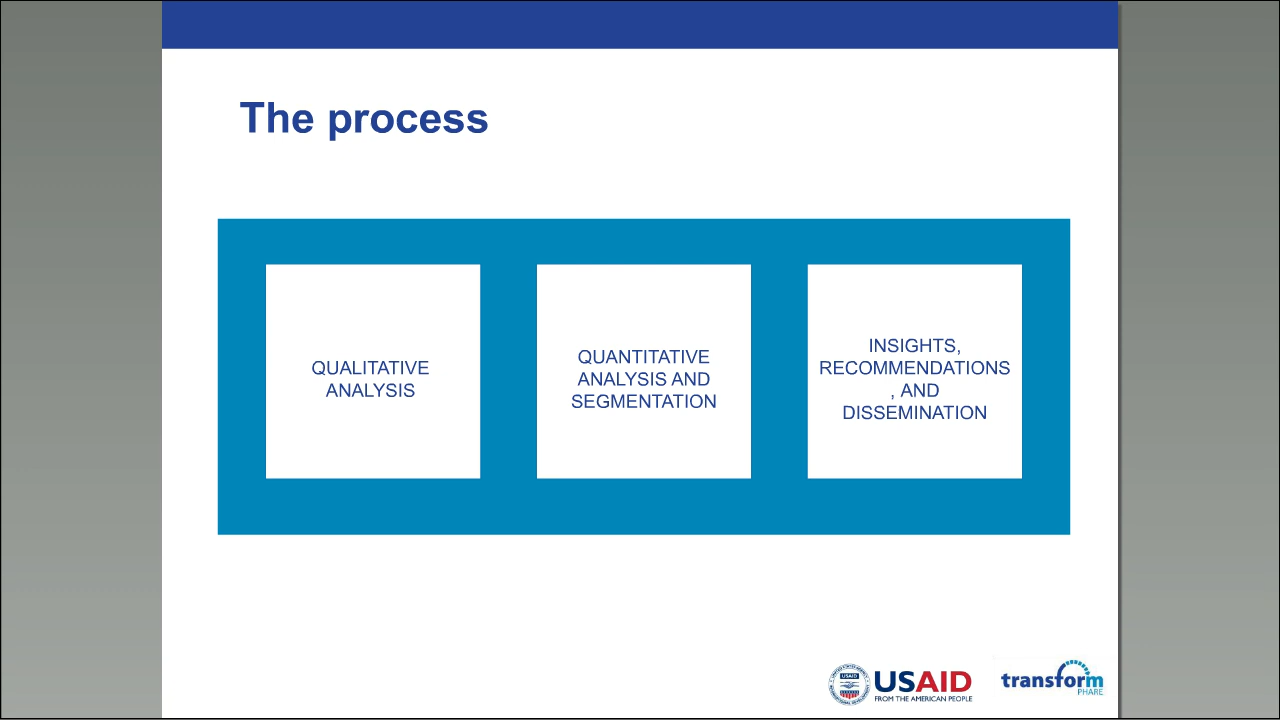 The process
QUALITATIVE
ANALYSIS
QUANTITATIVE
ANALYSIS AND
SEGMENTATION
INSIGHTS,
RECOMMENDATIONS
, AND
DISSEMINATION
USAID
USAID
FROM THE AMERICAN PEOPLE
transform
PHARE